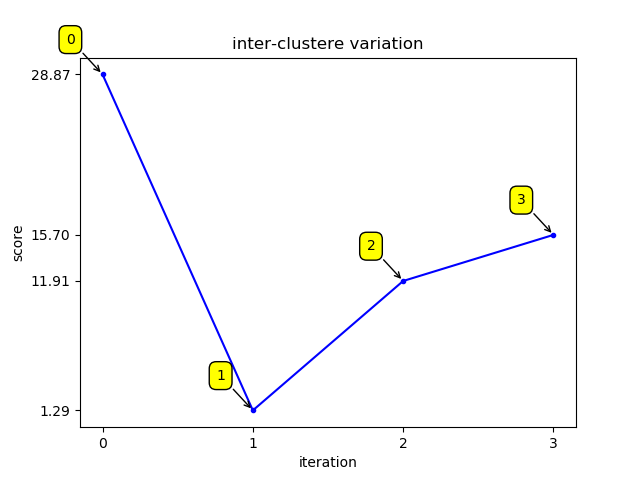 0
inter-clustere variation
28.87
3
15.70
2
11.91
1
1.29
score
0 1 2 3
iteration